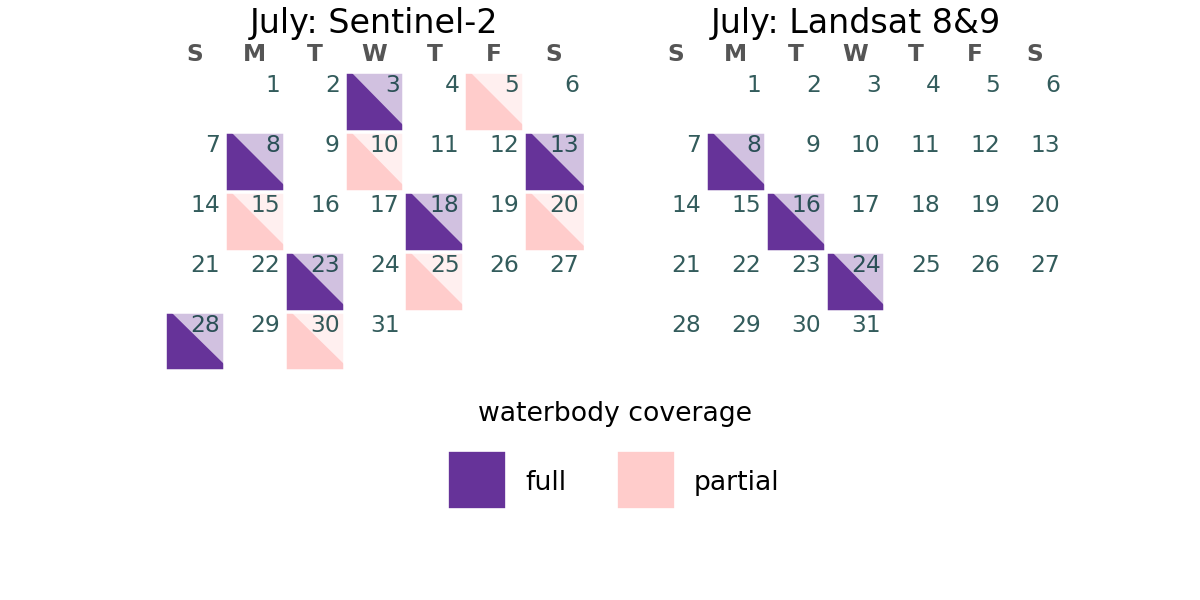 July: Sentinel-2
S M T W T F S
1 2 3 4 5 6
7 8 9 10 11 12 13
14 15 16 17 18 19 20
21 22 23 24 25 26 27
28 29 30 31
July: Landsat 8&9
S M T W T F S
1 2 3 4 5 6
7 8 9 10 11 12 13
14 15 16 17 18 19 20
21 22 23 24 25 26 27
28 29 30 31
waterbody coverage
full
partial